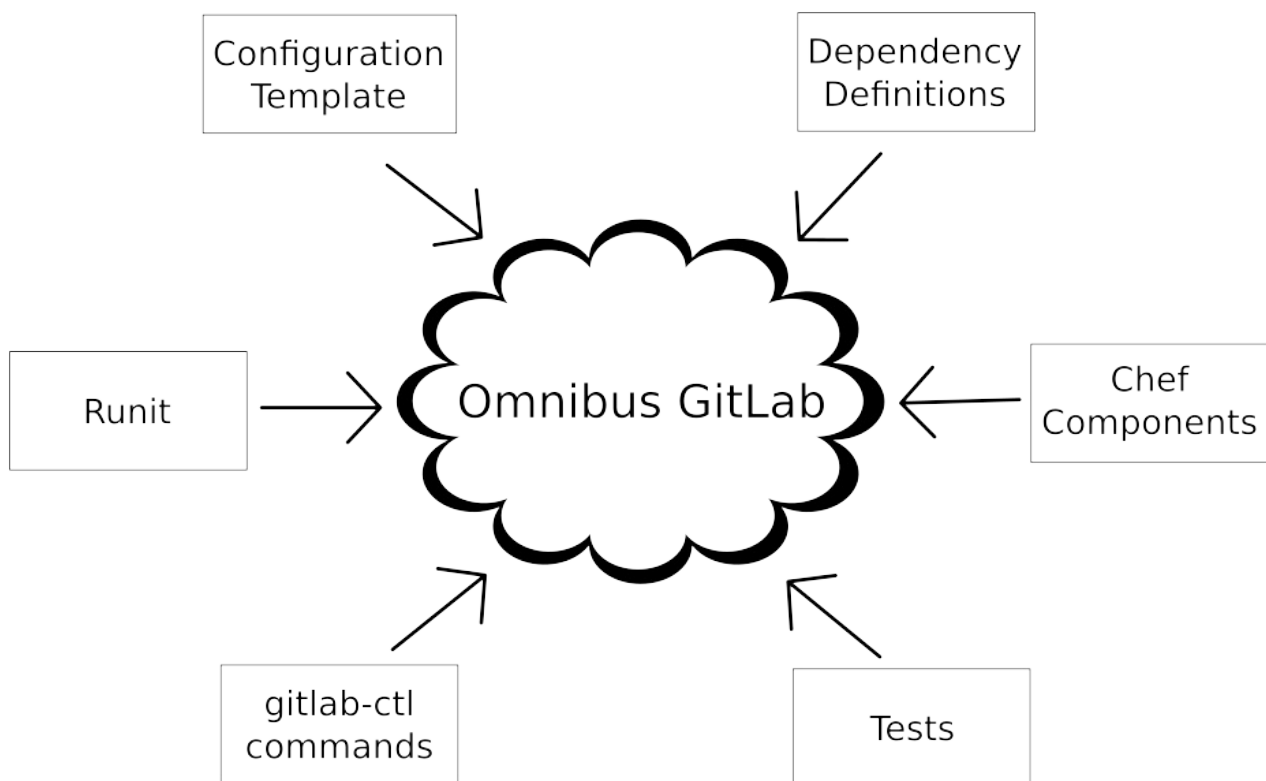 Configuration
Template
Dependency
Definitions
Runit
Omnibus GitLab
Chef
Components
gitlab-ctl
commands
Tests